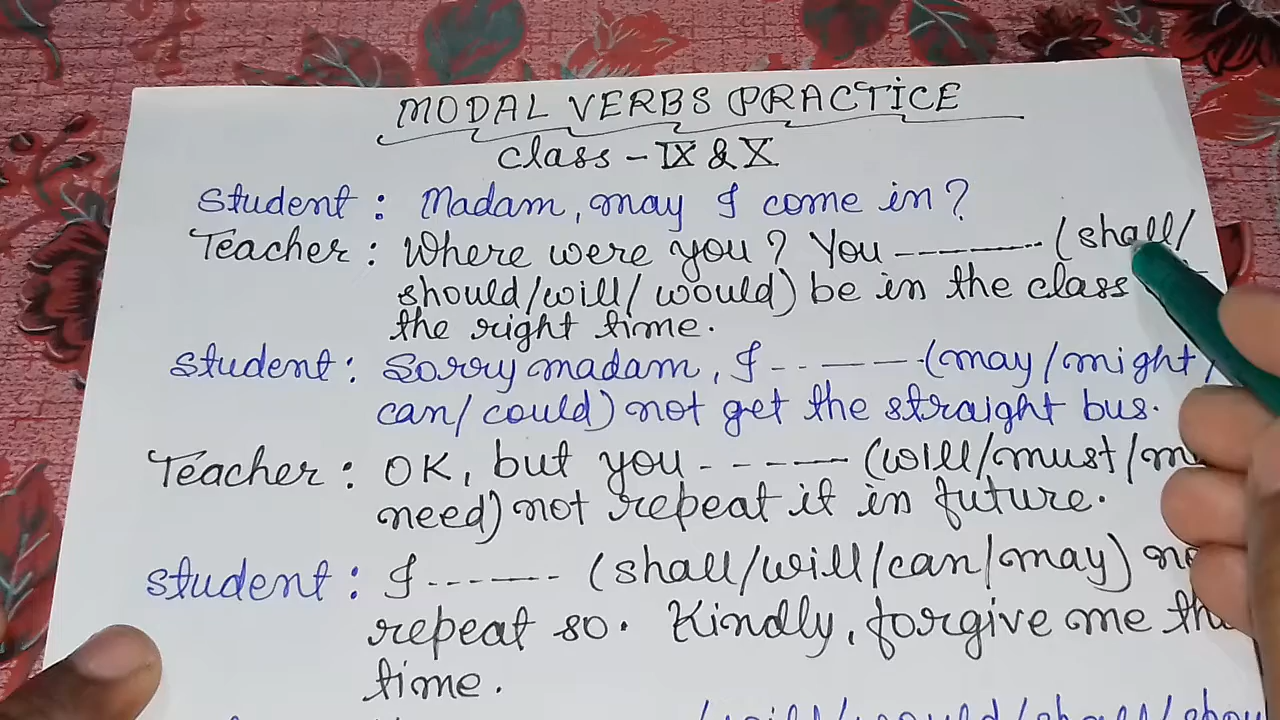 MODAL VERBS PRACTICE
Class - IX & X
Student : Madam, may I come in?
Teacher : Where were you? You ------- (shall/
should/will/ would) be in the class
the right time.
Student : Sorry madam, I ------- (may/might/
can/could) not get the straight bus.
Teacher : OK, but you ------ (will/must/
need) not repeat it in future.
Student : I ------- (shall/will/can/may)
repeat so. Kindly, forgive me
time.